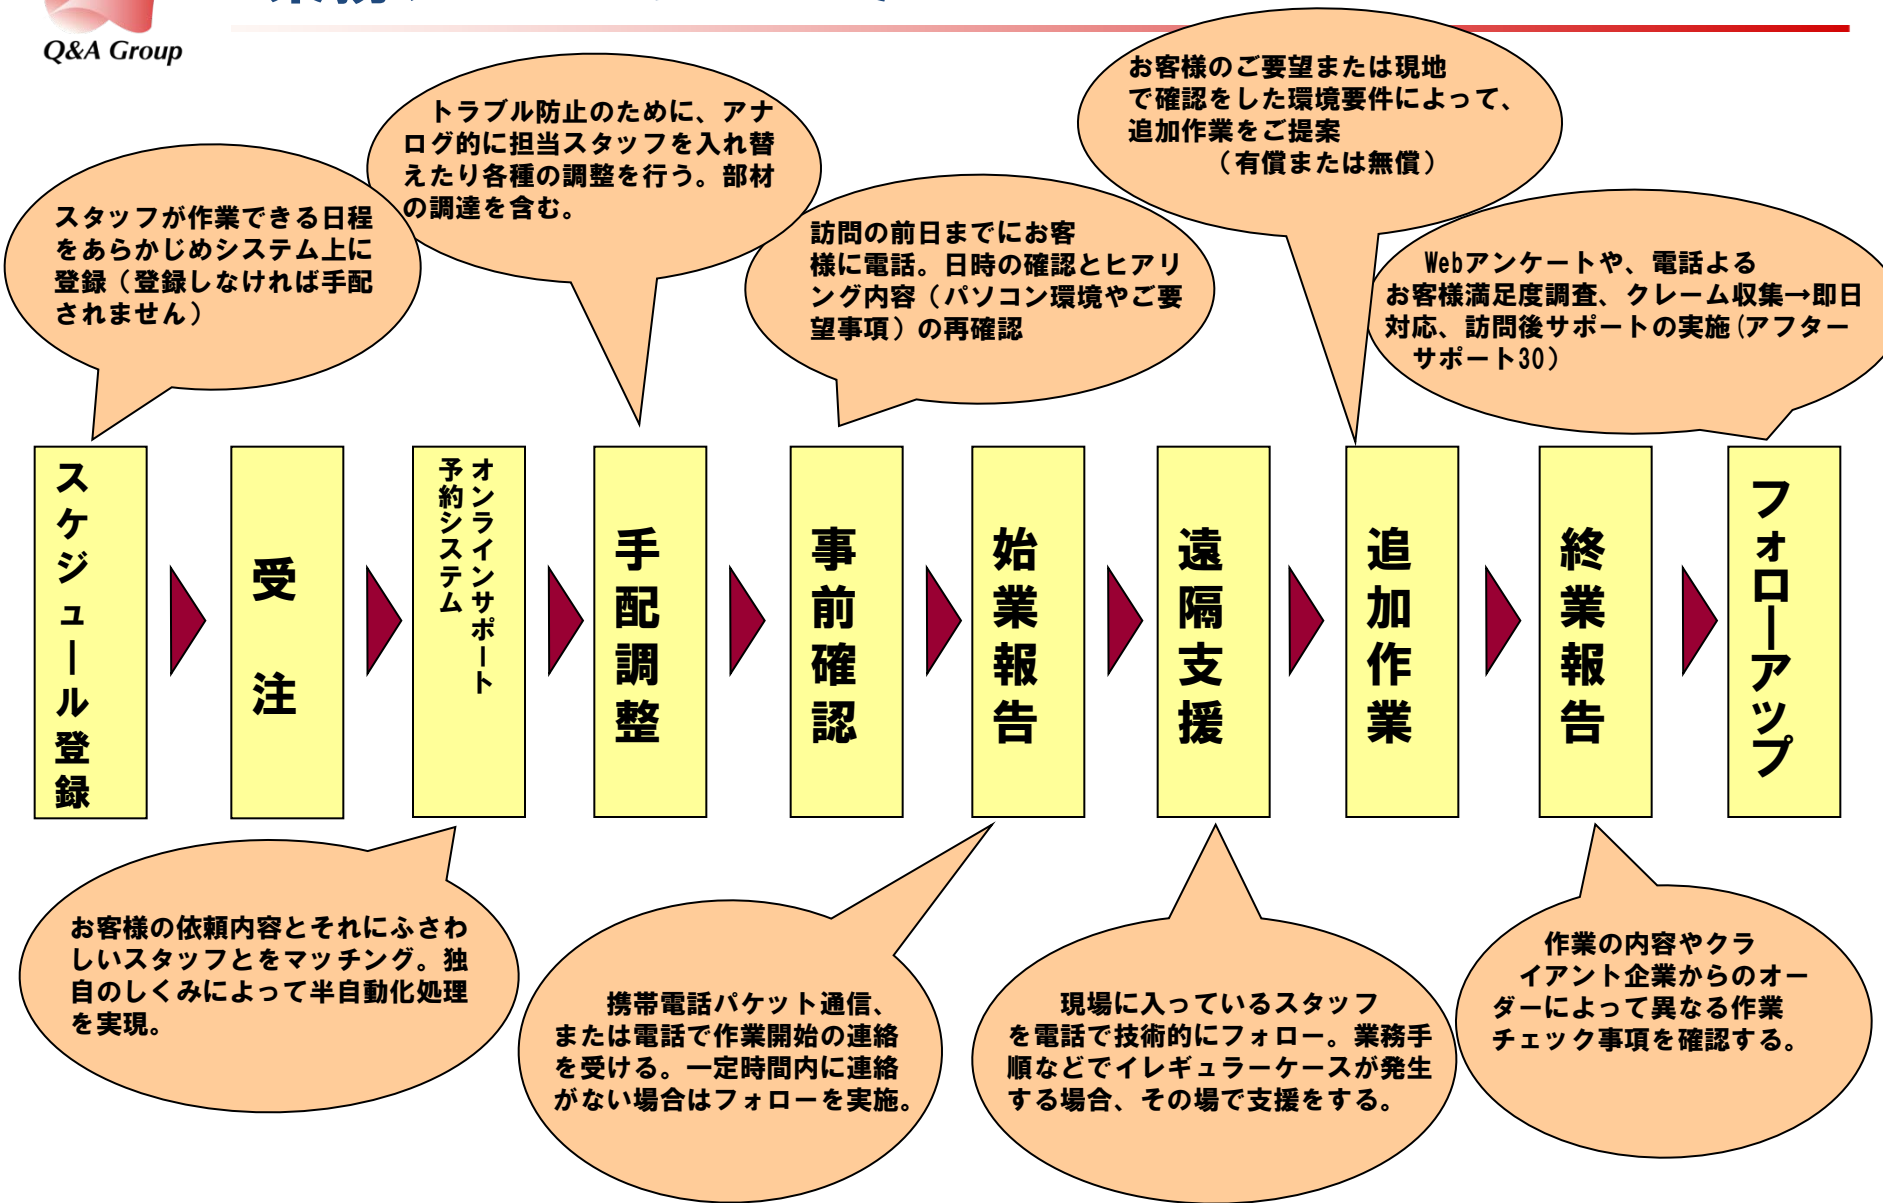 Q&A Group
お客様のご要望または現地
で確認をした環境要件によって、
追加作業をご提案
（有償または無償）
トラブル防止のために、アナ
ログ的に担当スタッフを入れ替
えたり各種の調整を行う。部材
の調達を含む。
スタッフが作業できる日程
をあらかじめシステム上に
登録（登録しなければ手配
されません）
訪問の前日までにお客
様に電話。日時の確認とヒアリ
ング内容（パソコン環境やご要
望事項）の再確認
Webアンケートや、電話よる
お客様満足度調査、クレーム収集→即日
対応、訪問後サポートの実施(アフター
サポート30）
スケジュール登録
受注
オンラインサポート
予約システム
手配調整
事前確認
始業報告
遠隔支援
追加作業
終業報告
フォローアップ
お客様の依頼内容とそれにふさわ
しいスタッフとをマッチング。独
自のしくみによって半自動化処理
を実現。
携帯電話パケット通信、
または電話で作業開始の連絡
を受ける。一定時間内に連絡
がない場合はフォローを実施。
現場に入っているスタッフ
を電話で技術的にフォロー。業務手
順などでイレギュラーケースが発生
する場合、その場で支援をする。
作業の内容やクラ
イアント企業からのオー
ダーによって異なる作業
チェック事項を確認する。